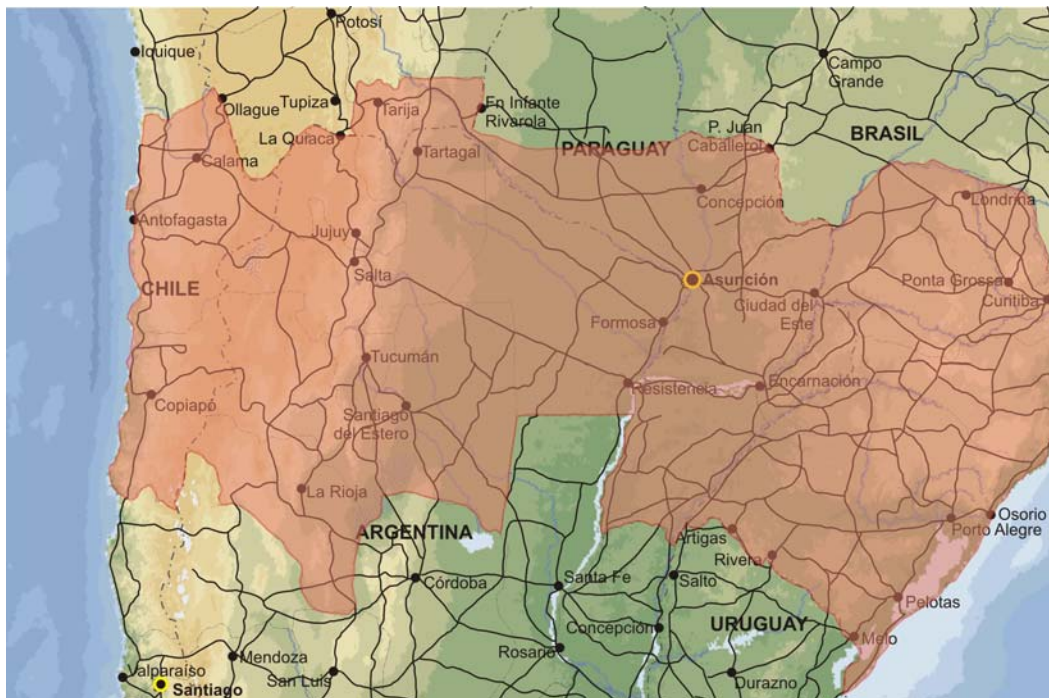 Potosí
Iquique
Campo
Grande
Ollague
Tupiza
Tarija
En Infante
Rivarola
La Quiaca
P. Juan
Caballerol
BRASIL
PARAGUAY
Calama
Tartagal
Concepción
Londrina
Antofagasta
Jujuy
Salta
Asunción
Ponta Grossa
CHILE
Ciudad del
Este
Curitiba
Formosa
Tucumán
Resisteneia
Encarnación
Copiapó
Santiago
del Estero
La Rioja
Osorio
Porto Alegre
ARGENTINA
Artigas
Rivera
Córdoba
Santa Fe
Salto
Pelotas
Concepción
URUGUAY
Melo
Rosario
Mendoza
Valparaíso
San Luis
Durazno
Santiago